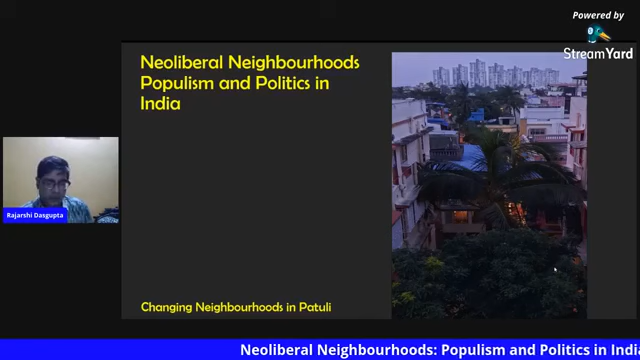 Powered by
StreamYard
Neoliberal Neighbourhoods
Populism and Politics in
India
Rajarshi Dasgupta
Changing Neighbourhoods in Patuli
Neoliberal Neighbourhoods: Populism and Politics in India